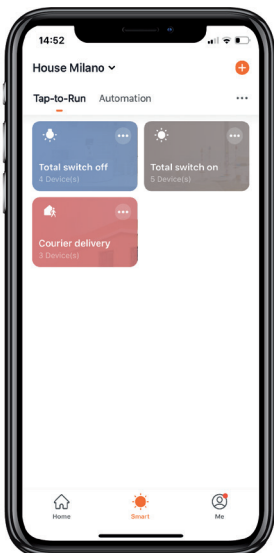 14:52
House Milano
Tap-to-Run Automation
Total switch off
4 Device(s)
Total switch on
5 Device(s)
Courier delivery
3 Device(s)
Home Smart Me